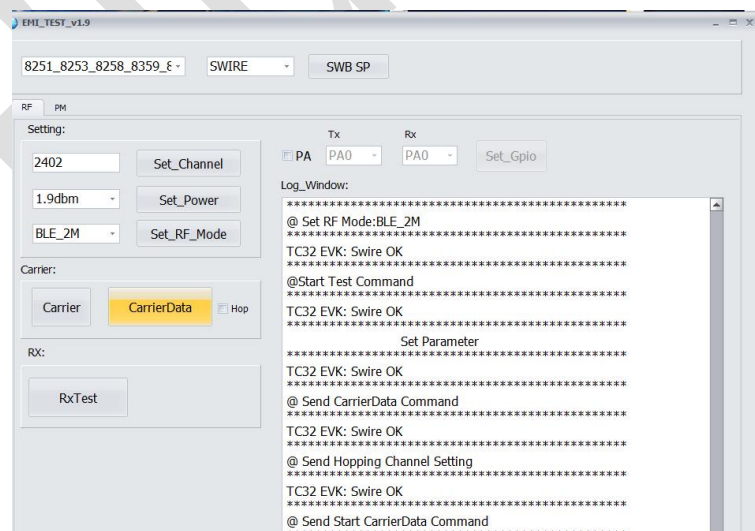 EMI_TEST_v1.9
8251_8253_8258_8359_8 SWIRE SWB SP
RF PM
Setting:
2402 Set_Channel
1.9dbm Set_Power
BLE_2M Set_RF_Mode
Carrier:
Carrier CarrierData Hop
RX:
RxTest
Tx Rx
PA PA0 PA0 Set_Gpio
Log_Window:
****************************************
@ Set RF Mode:BLE_2M
****************************************
TC32 EVK: Swire OK
****************************************
@Start Test Command
****************************************
TC32 EVK: Swire OK
****************************************
Set Parameter
****************************************
TC32 EVK: Swire OK
****************************************
@ Send CarrierData Command
****************************************
TC32 EVK: Swire OK
****************************************
@ Send Hopping Channel Setting
****************************************
TC32 EVK: Swire OK
****************************************
@ Send Start CarrierData Command